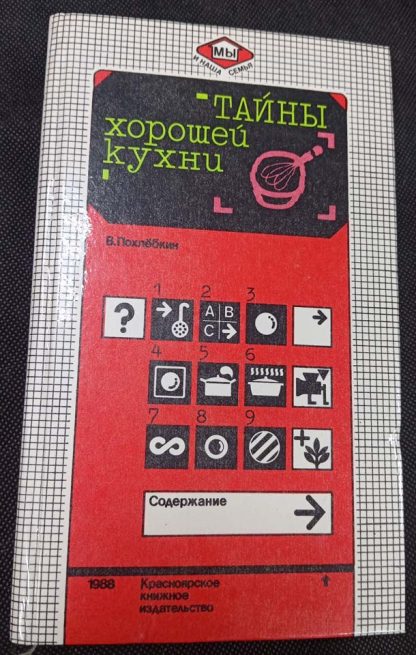 МЫ
И НАША СЕМЬЯ
"ТАЙНЫ
хорошей
кухни"
В.Похлёбкин
1 2 3
? A B
C
4 5 6
7 8 9
+
Содержание
1988 Красноярское
книжное
издательство